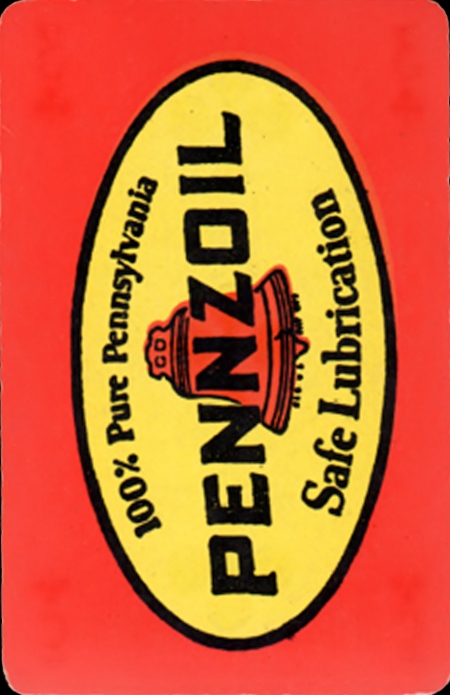 100% Pure Pennsylvania
PENNZOIL
Safe Lubrication